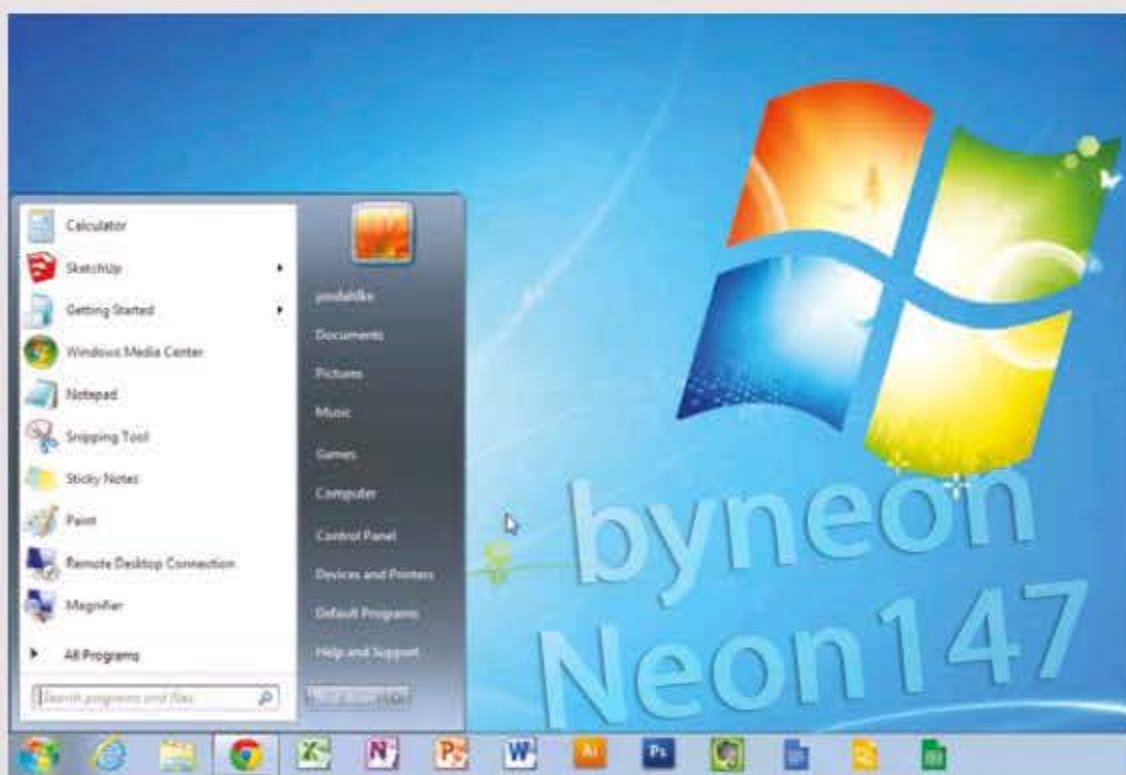 Calculator
SketchUp
Getting Started
Windows Media Center
Notepad
Snipping Tool
Sticky Notes
Paint
Remote Desktop Connection
Magnifier
All Programs
Search programs and files
Documents
Pictures
Music
Games
Computer
Control Panel
Devices and Printers
Default Programs
Help and Support
byneon
Neon147
X
N
P
W
Ai
Ps